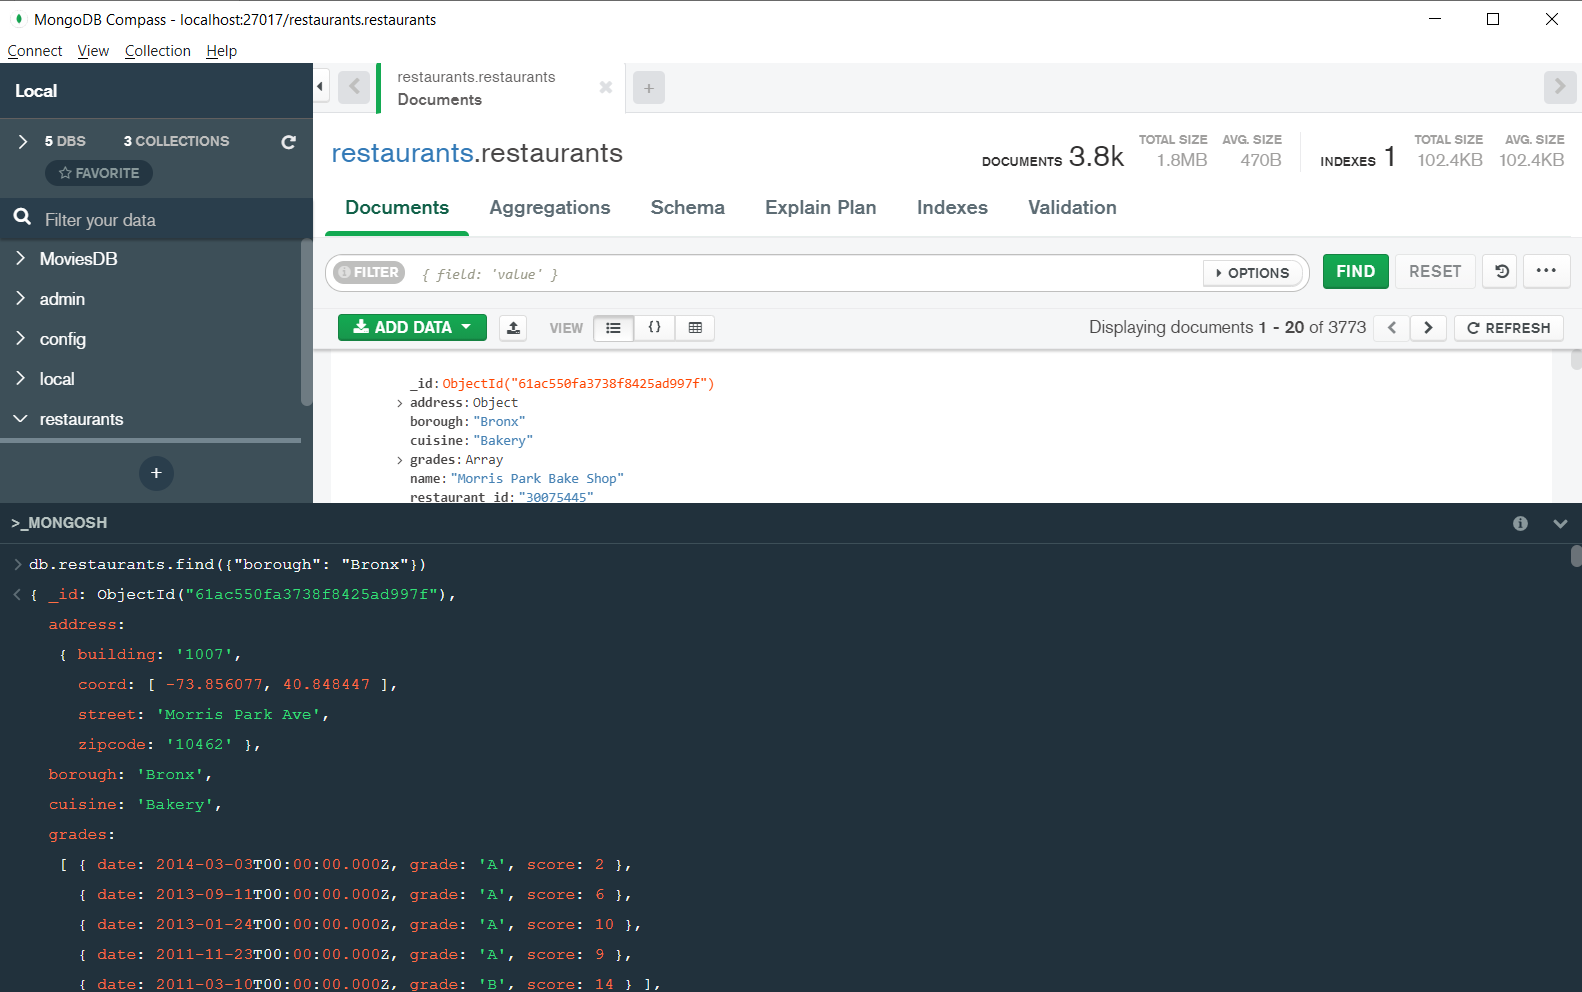 MongoDB Compass - localhost:27017/restaurants.restaurants
Connect View Collection Help
Local
5 DBS 3 COLLECTIONS
FAVORITE
Filter your data
MoviesDB
admin
config
local
restaurants
+
restaurants.restaurants
Documents
+
restaurants.restaurants
DOCUMENTS 3.8k TOTAL SIZE 1.8MB AVG. SIZE 470B INDEXES 1 TOTAL SIZE 102.4KB AVG. SIZE 102.4KB
Documents Aggregations Schema Explain Plan Indexes Validation
FILTER { field: 'value' } OPTIONS FIND RESET ...
ADD DATA VIEW {} Displaying documents 1 - 20 of 3773 REFRESH
_id: ObjectId("61ac550fa3738f8425ad997f")
> address: Object
borough: "Bronx"
cuisine: "Bakery"
> grades: Array
name: "Morris Park Bake Shop"
restaurant_id: "30075445"
>_MONGOSH
> db.restaurants.find({"borough": "Bronx"})
< { _id: ObjectId("61ac550fa3738f8425ad997f"),
address:
{ building: '1007',
coord: [ -73.856077, 40.848447 ],
street: 'Morris Park Ave',
zipcode: '10462' },
borough: 'Bronx',
cuisine: 'Bakery',
grades:
[ { date: 2014-03-03T00:00:00.000Z, grade: 'A', score: 2 },
{ date: 2013-09-11T00:00:00.000Z, grade: 'A', score: 6 },
{ date: 2013-01-24T00:00:00.000Z, grade: 'A', score: 10 },
{ date: 2011-11-23T00:00:00.000Z, grade: 'A', score: 9 },
{ date: 2011-03-10T00:00:00.000Z, grade: 'B', score: 14 } ],